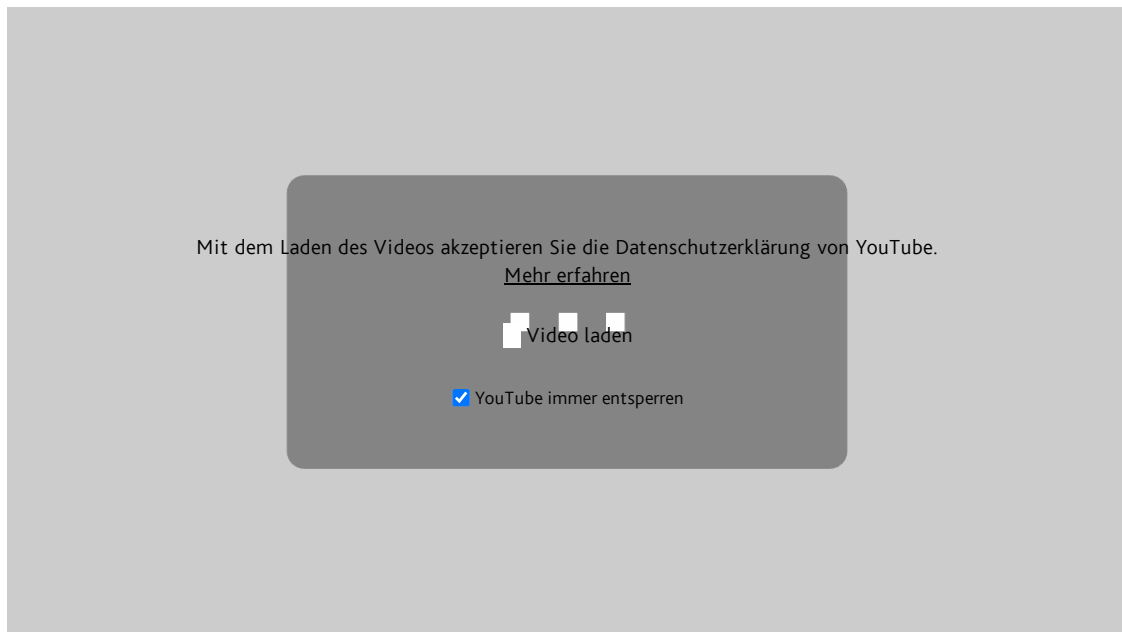 Mit dem Laden des Videos akzeptieren Sie die Datenschutzerklärung von YouTube.
Mehr erfahren
Video laden
YouTube immer entsperren